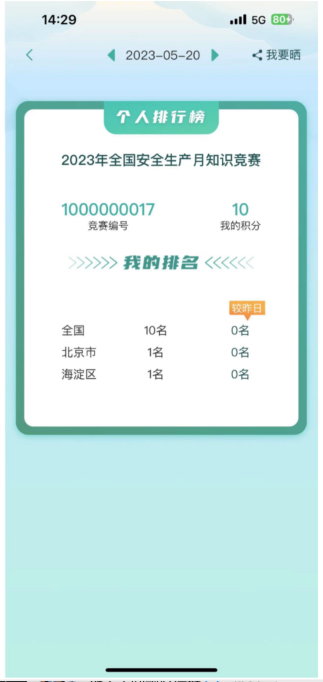 14:29 5G 80
2023-05-20 我要晒
个人排行榜
2023年全国安全生产月知识竞赛
1000000017 10
竞赛编号 我的积分
我的排名
较昨日
全国 10名 0名
北京市 1名 0名
海淀区 1名 0名